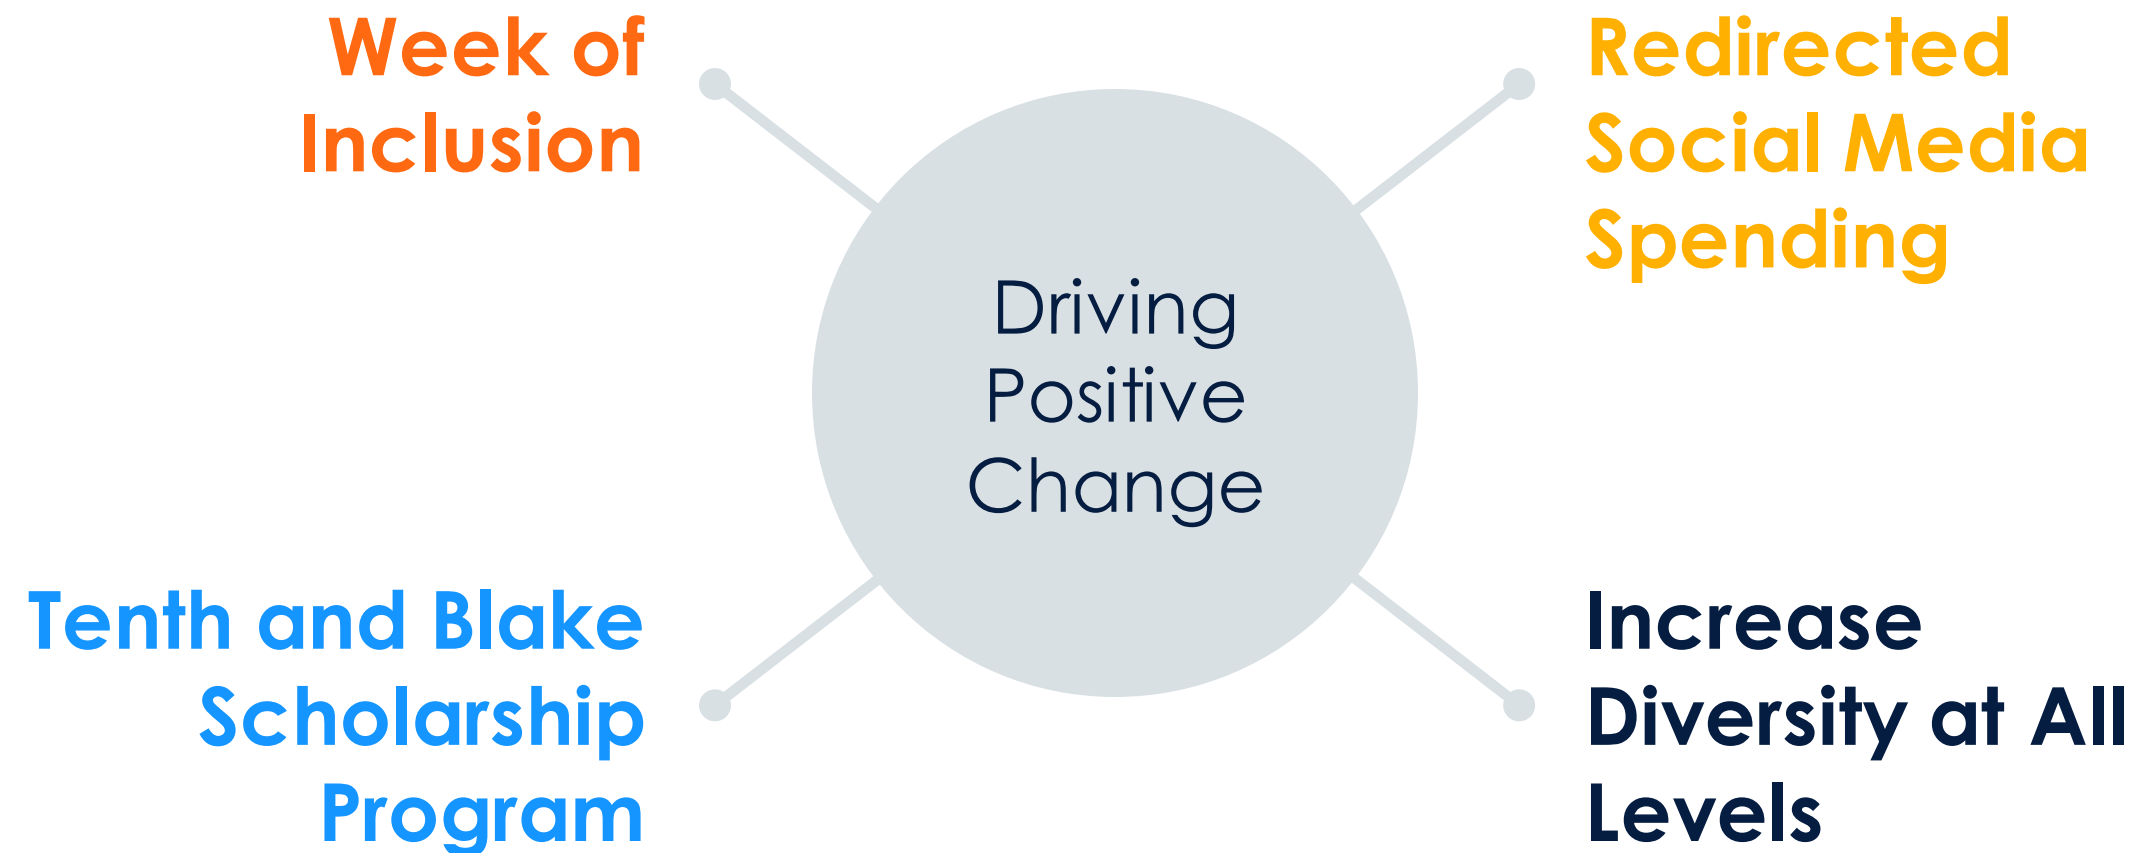 Week of
Inclusion
Redirected
Social Media
Spending
Driving
Positive
Change
Tenth and Blake
Scholarship
Program
Increase
Diversity at All
Levels